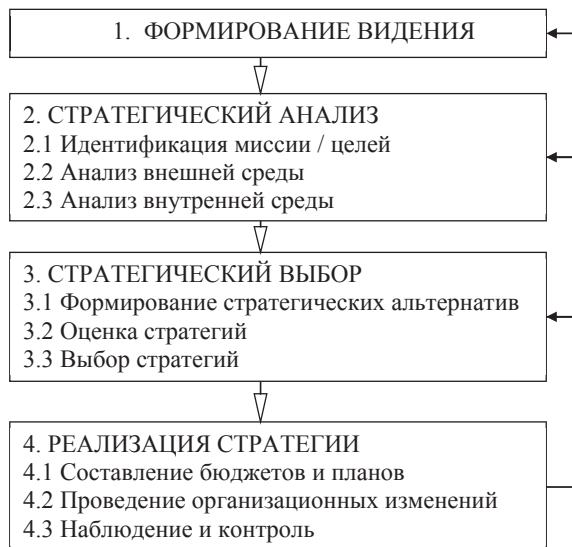 1. ФОРМИРОВАНИЕ ВИДЕНИЯ
2. СТРАТЕГИЧЕСКИЙ АНАЛИЗ
2.1 Идентификация миссии / целей
2.2 Анализ внешней среды
2.3 Анализ внутренней среды
3. СТРАТЕГИЧЕСКИЙ ВЫБОР
3.1 Формирование стратегических альтернатив
3.2 Оценка стратегий
3.3 Выбор стратегий
4. РЕАЛИЗАЦИЯ СТРАТЕГИИ
4.1 Составление бюджетов и планов
4.2 Проведение организационных изменений
4.3 Наблюдение и контроль